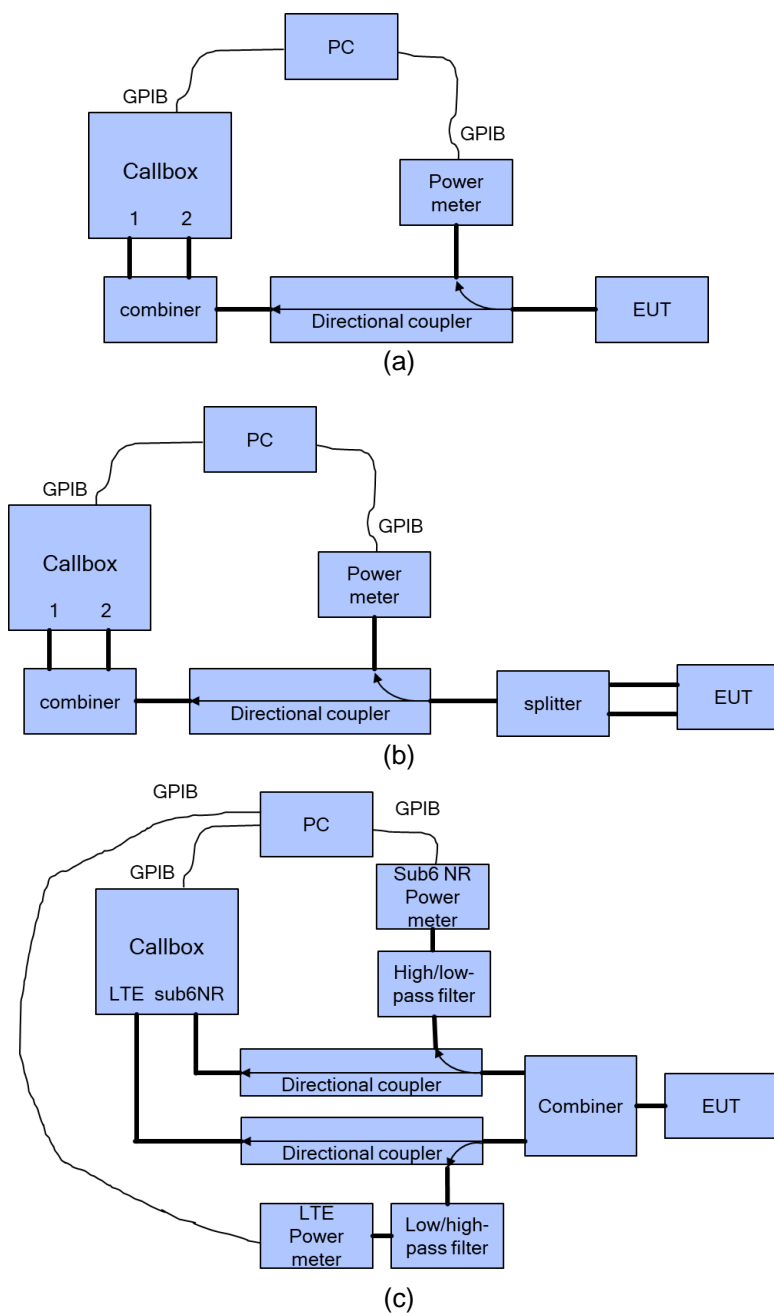 PC
GPIB
GPIB
Callbox
1 2
Power
meter
combiner
Directional coupler
EUT
(a)
PC
GPIB
GPIB
Callbox
1 2
Power
meter
combiner
Directional coupler
splitter
EUT
(b)
GPIB
GPIB
PC
GPIB
Sub6 NR
Power
meter
Callbox
LTE sub6NR
High/low-
pass filter
Directional coupler
Combiner
EUT
Directional coupler
LTE
Power
meter
Low/high-
pass filter
(c)